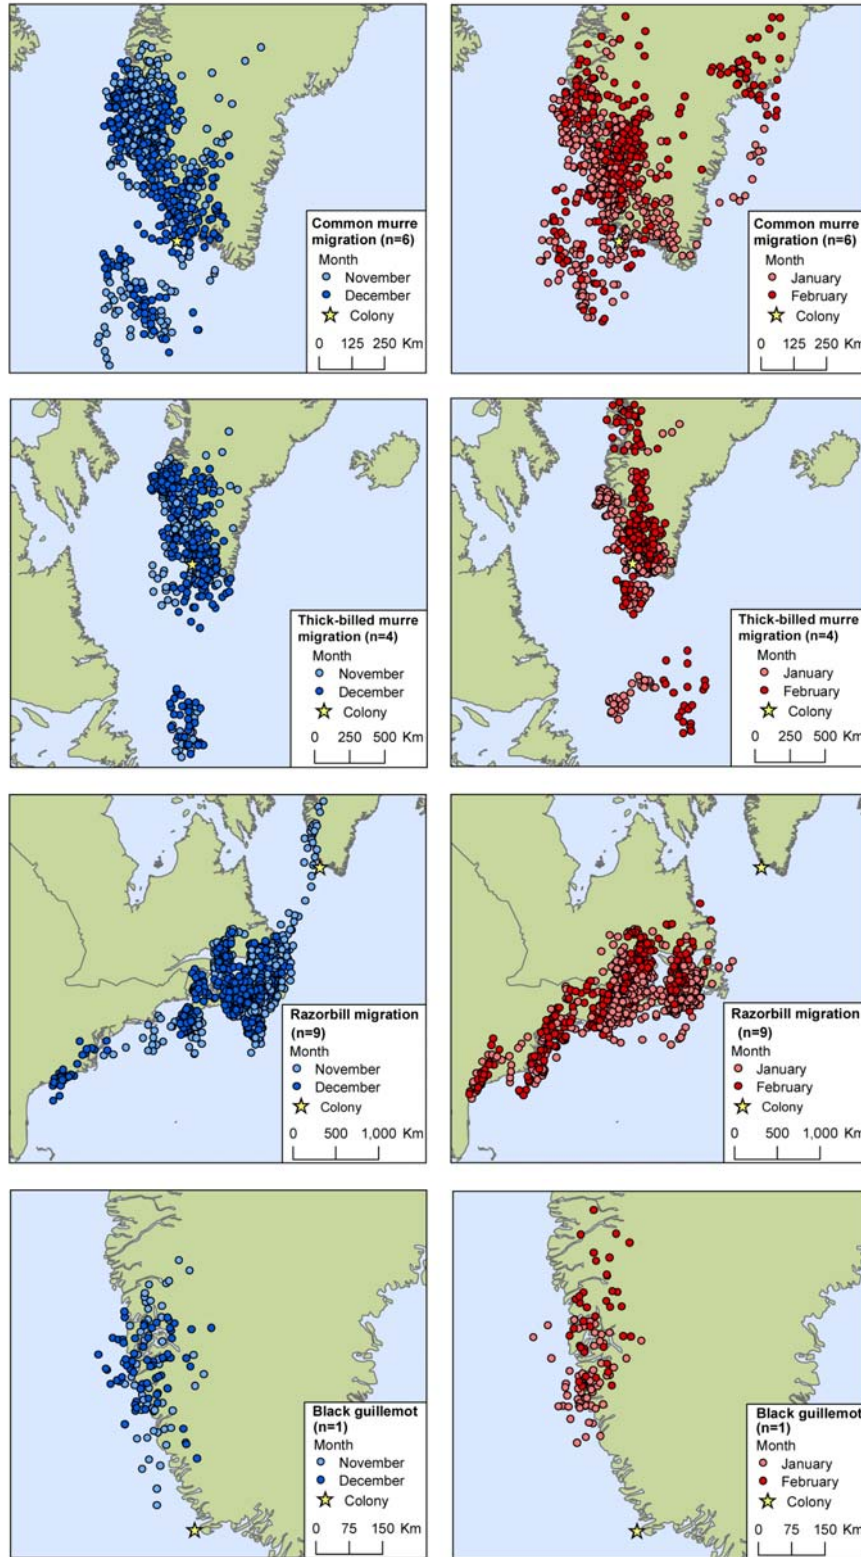 Common murre
migration (n=6)
Month
November
December
Colony
0 125 250 Km
Common murre
migration (n=6)
Month
January
February
Colony
0 125 250 Km
Thick-billed murre
migration (n=4)
Month
November
December
Colony
0 250 500 Km
Thick-billed murre
migration (n=4)
Month
January
February
Colony
0 250 500 Km
Razorbill migration
(n=9)
Month
November
December
Colony
0 500 1,000 Km
Razorbill migration
(n=9)
Month
January
February
Colony
0 500 1,000 Km
Black guillemot
(n=1)
Month
November
December
Colony
0 75 150 Km
Black guillemot
(n=1)
Month
January
February
Colony
0 75 150 Km